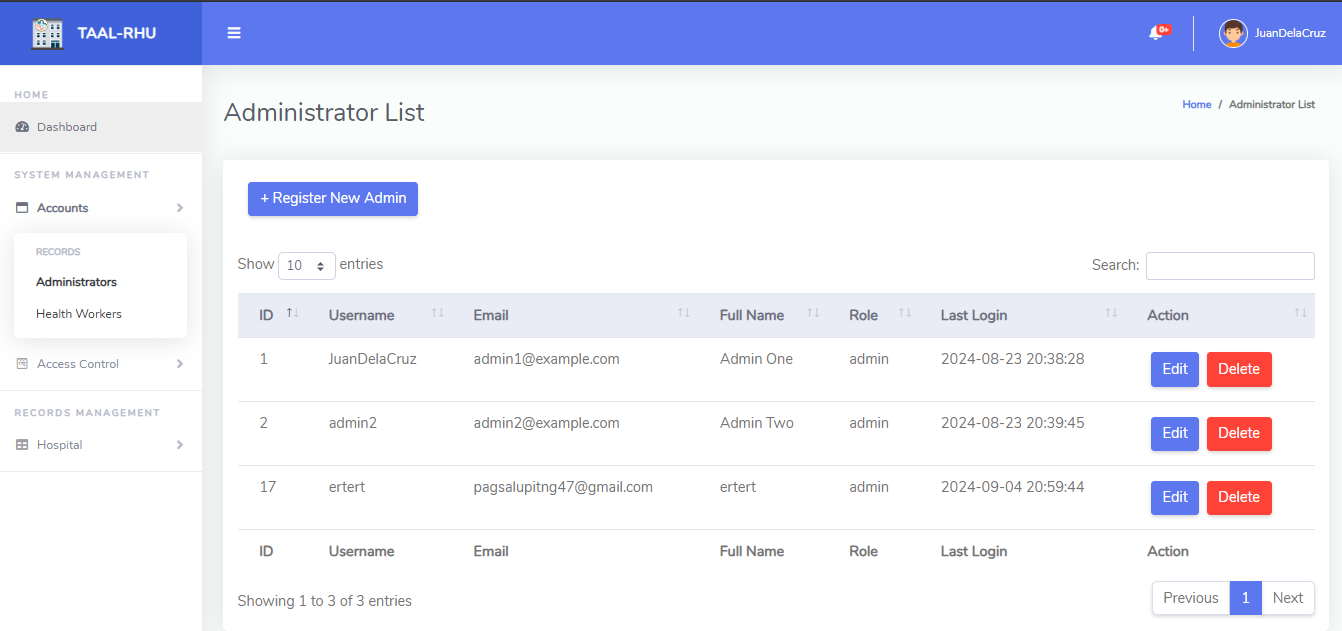 TAAL-RHU
0+
JuanDelaCruz
HOME
Dashboard
SYSTEM MANAGEMENT
Accounts
RECORDS
Administrators
Health Workers
Access Control
RECORDS MANAGEMENT
Hospital
Administrator List
Home / Administrator List
+ Register New Admin
Show 10 entries
Search:
ID Username Email Full Name Role Last Login Action
1 JuanDelaCruz admin1@example.com Admin One admin 2024-08-23 20:38:28 Edit Delete
2 admin2 admin2@example.com Admin Two admin 2024-08-23 20:39:45 Edit Delete
17 ertert pagsalupitng47@gmail.com ertert admin 2024-09-04 20:59:44 Edit Delete
ID Username Email Full Name Role Last Login Action
Showing 1 to 3 of 3 entries
Previous 1 Next